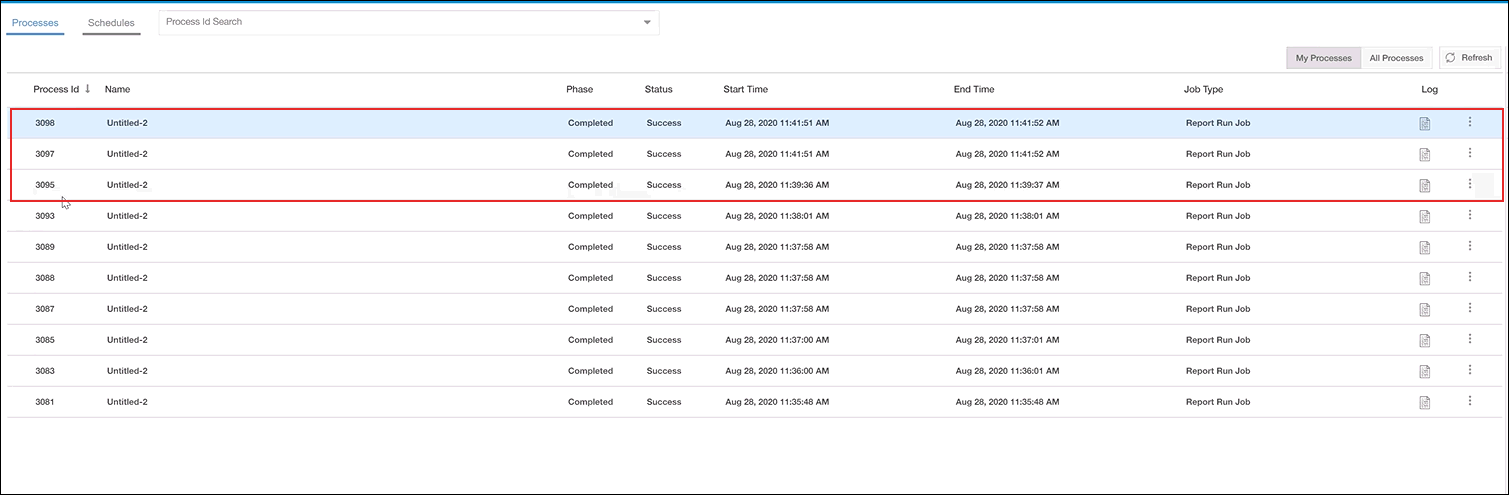 Processes Schedules Process Id Search
My Processes All Processes Refresh
Process Id Name Phase Status Start Time End Time Job Type Log
3098 Untitled-2 Completed Success Aug 28, 2020 11:41:51 AM Aug 28, 2020 11:41:52 AM Report Run Job
3097 Untitled-2 Completed Success Aug 28, 2020 11:41:51 AM Aug 28, 2020 11:41:52 AM Report Run Job
3095 Untitled-2 Completed Success Aug 28, 2020 11:39:36 AM Aug 28, 2020 11:39:37 AM Report Run Job
3093 Untitled-2 Completed Success Aug 28, 2020 11:38:01 AM Aug 28, 2020 11:38:01 AM Report Run Job
3089 Untitled-2 Completed Success Aug 28, 2020 11:37:58 AM Aug 28, 2020 11:37:58 AM Report Run Job
3088 Untitled-2 Completed Success Aug 28, 2020 11:37:58 AM Aug 28, 2020 11:37:58 AM Report Run Job
3087 Untitled-2 Completed Success Aug 28, 2020 11:37:58 AM Aug 28, 2020 11:37:58 AM Report Run Job
3085 Untitled-2 Completed Success Aug 28, 2020 11:37:00 AM Aug 28, 2020 11:37:01 AM Report Run Job
3083 Untitled-2 Completed Success Aug 28, 2020 11:36:00 AM Aug 28, 2020 11:36:01 AM Report Run Job
3081 Untitled-2 Completed Success Aug 28, 2020 11:35:48 AM Aug 28, 2020 11:35:48 AM Report Run Job